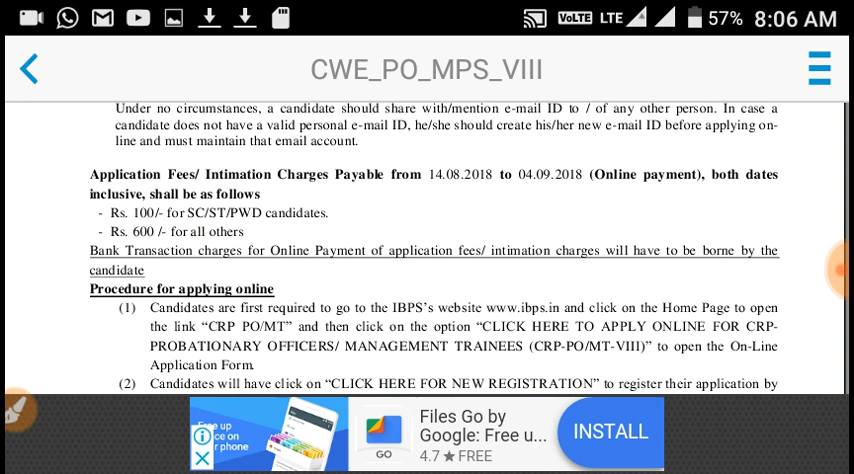 VoLTE LTE 57% 8:06 AM
CWE_PO_MPS_VIII
Under no circumstances, a candidate should share with/mention e-mail ID to / of any other person. In case a
candidate does not have a valid personal e-mail ID, he/she should create his/her new e-mail ID before applying on-
line and must maintain that email account.
Application Fees/ Intimation Charges Payable from 14.08.2018 to 04.09.2018 (Online payment), both dates
inclusive, shall be as follows
- Rs. 100/- for SC/ST/PWD candidates.
- Rs. 600 /- for all others
Bank Transaction charges for Online Payment of application fees/ intimation charges will have to be borne by the
candidate
Procedure for applying online
(1) Candidates are first required to go to the IBPS's website www.ibps.in and click on the Home Page to open
the link “CRP PO/MT” and then click on the option “CLICK HERE TO APPLY ONLINE FOR CRP-
PROBATIONARY OFFICERS/ MANAGEMENT TRAINEES (CRP-PO/MT-VIII)” to open the On-Line
Application Form.
(2) Candidates will have click on “CLICK HERE FOR NEW REGISTRATION” to register their application by
up
ce on
r phone
GO
Files Go by
Google: Free u...
4.7 ★ FREE
INSTALL